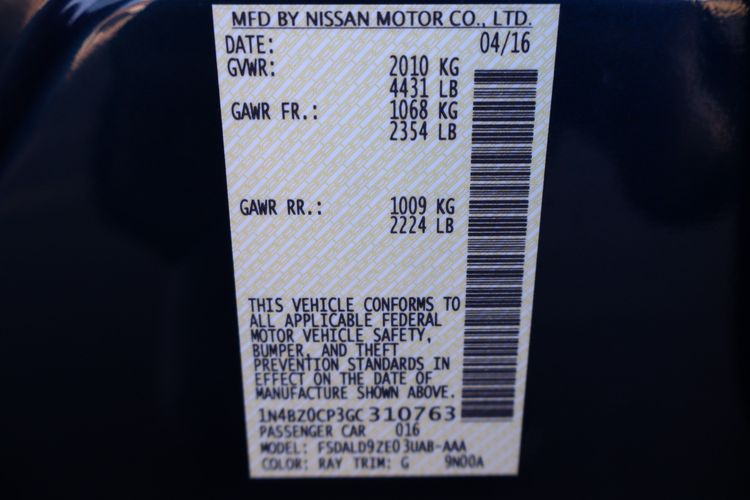 MFD BY NISSAN MOTOR CO., LTD.
DATE: 04/16
GVWR: 2010 KG
4431 LB
GAWR FR.: 1068 KG
2354 LB
GAWR RR.: 1009 KG
2224 LB
THIS VEHICLE CONFORMS TO
ALL APPLICABLE FEDERAL
MOTOR VEHICLE SAFETY,
BUMPER, AND THEFT
PREVENTION STANDARDS IN
EFFECT ON THE DATE OF
MANUFACTURE SHOWN ABOVE.
1N4BZ0CP3GC310763
PASSENGER CAR 016
MODEL: FSDALD9ZE03UAB-AAA
COLOR: RAY TRIM: G 9N00A